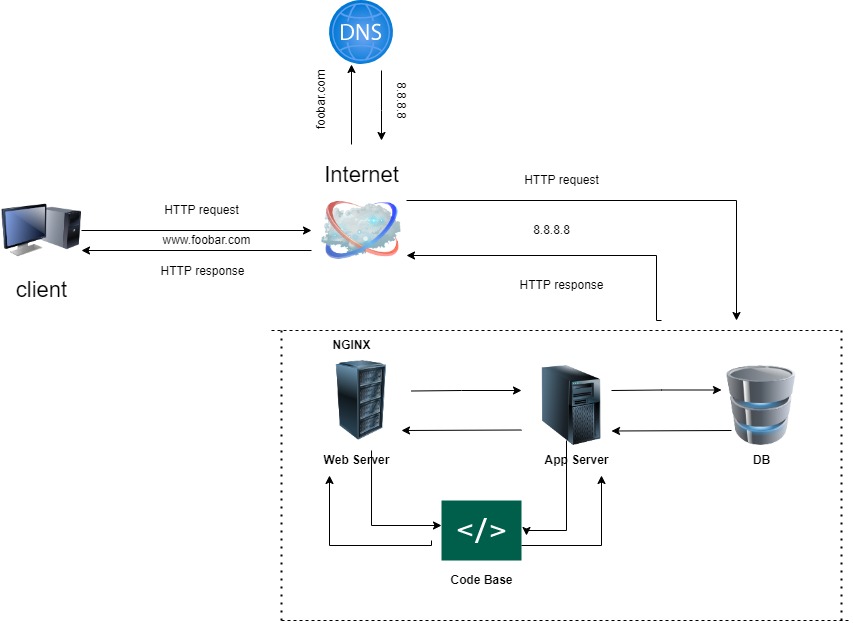 DNS
foobar.com
8.8.8.8
Internet
HTTP request
HTTP request
www.foobar.com
8.8.8.8
HTTP response
HTTP response
client
NGINX
Web Server
App Server
DB
</>
Code Base